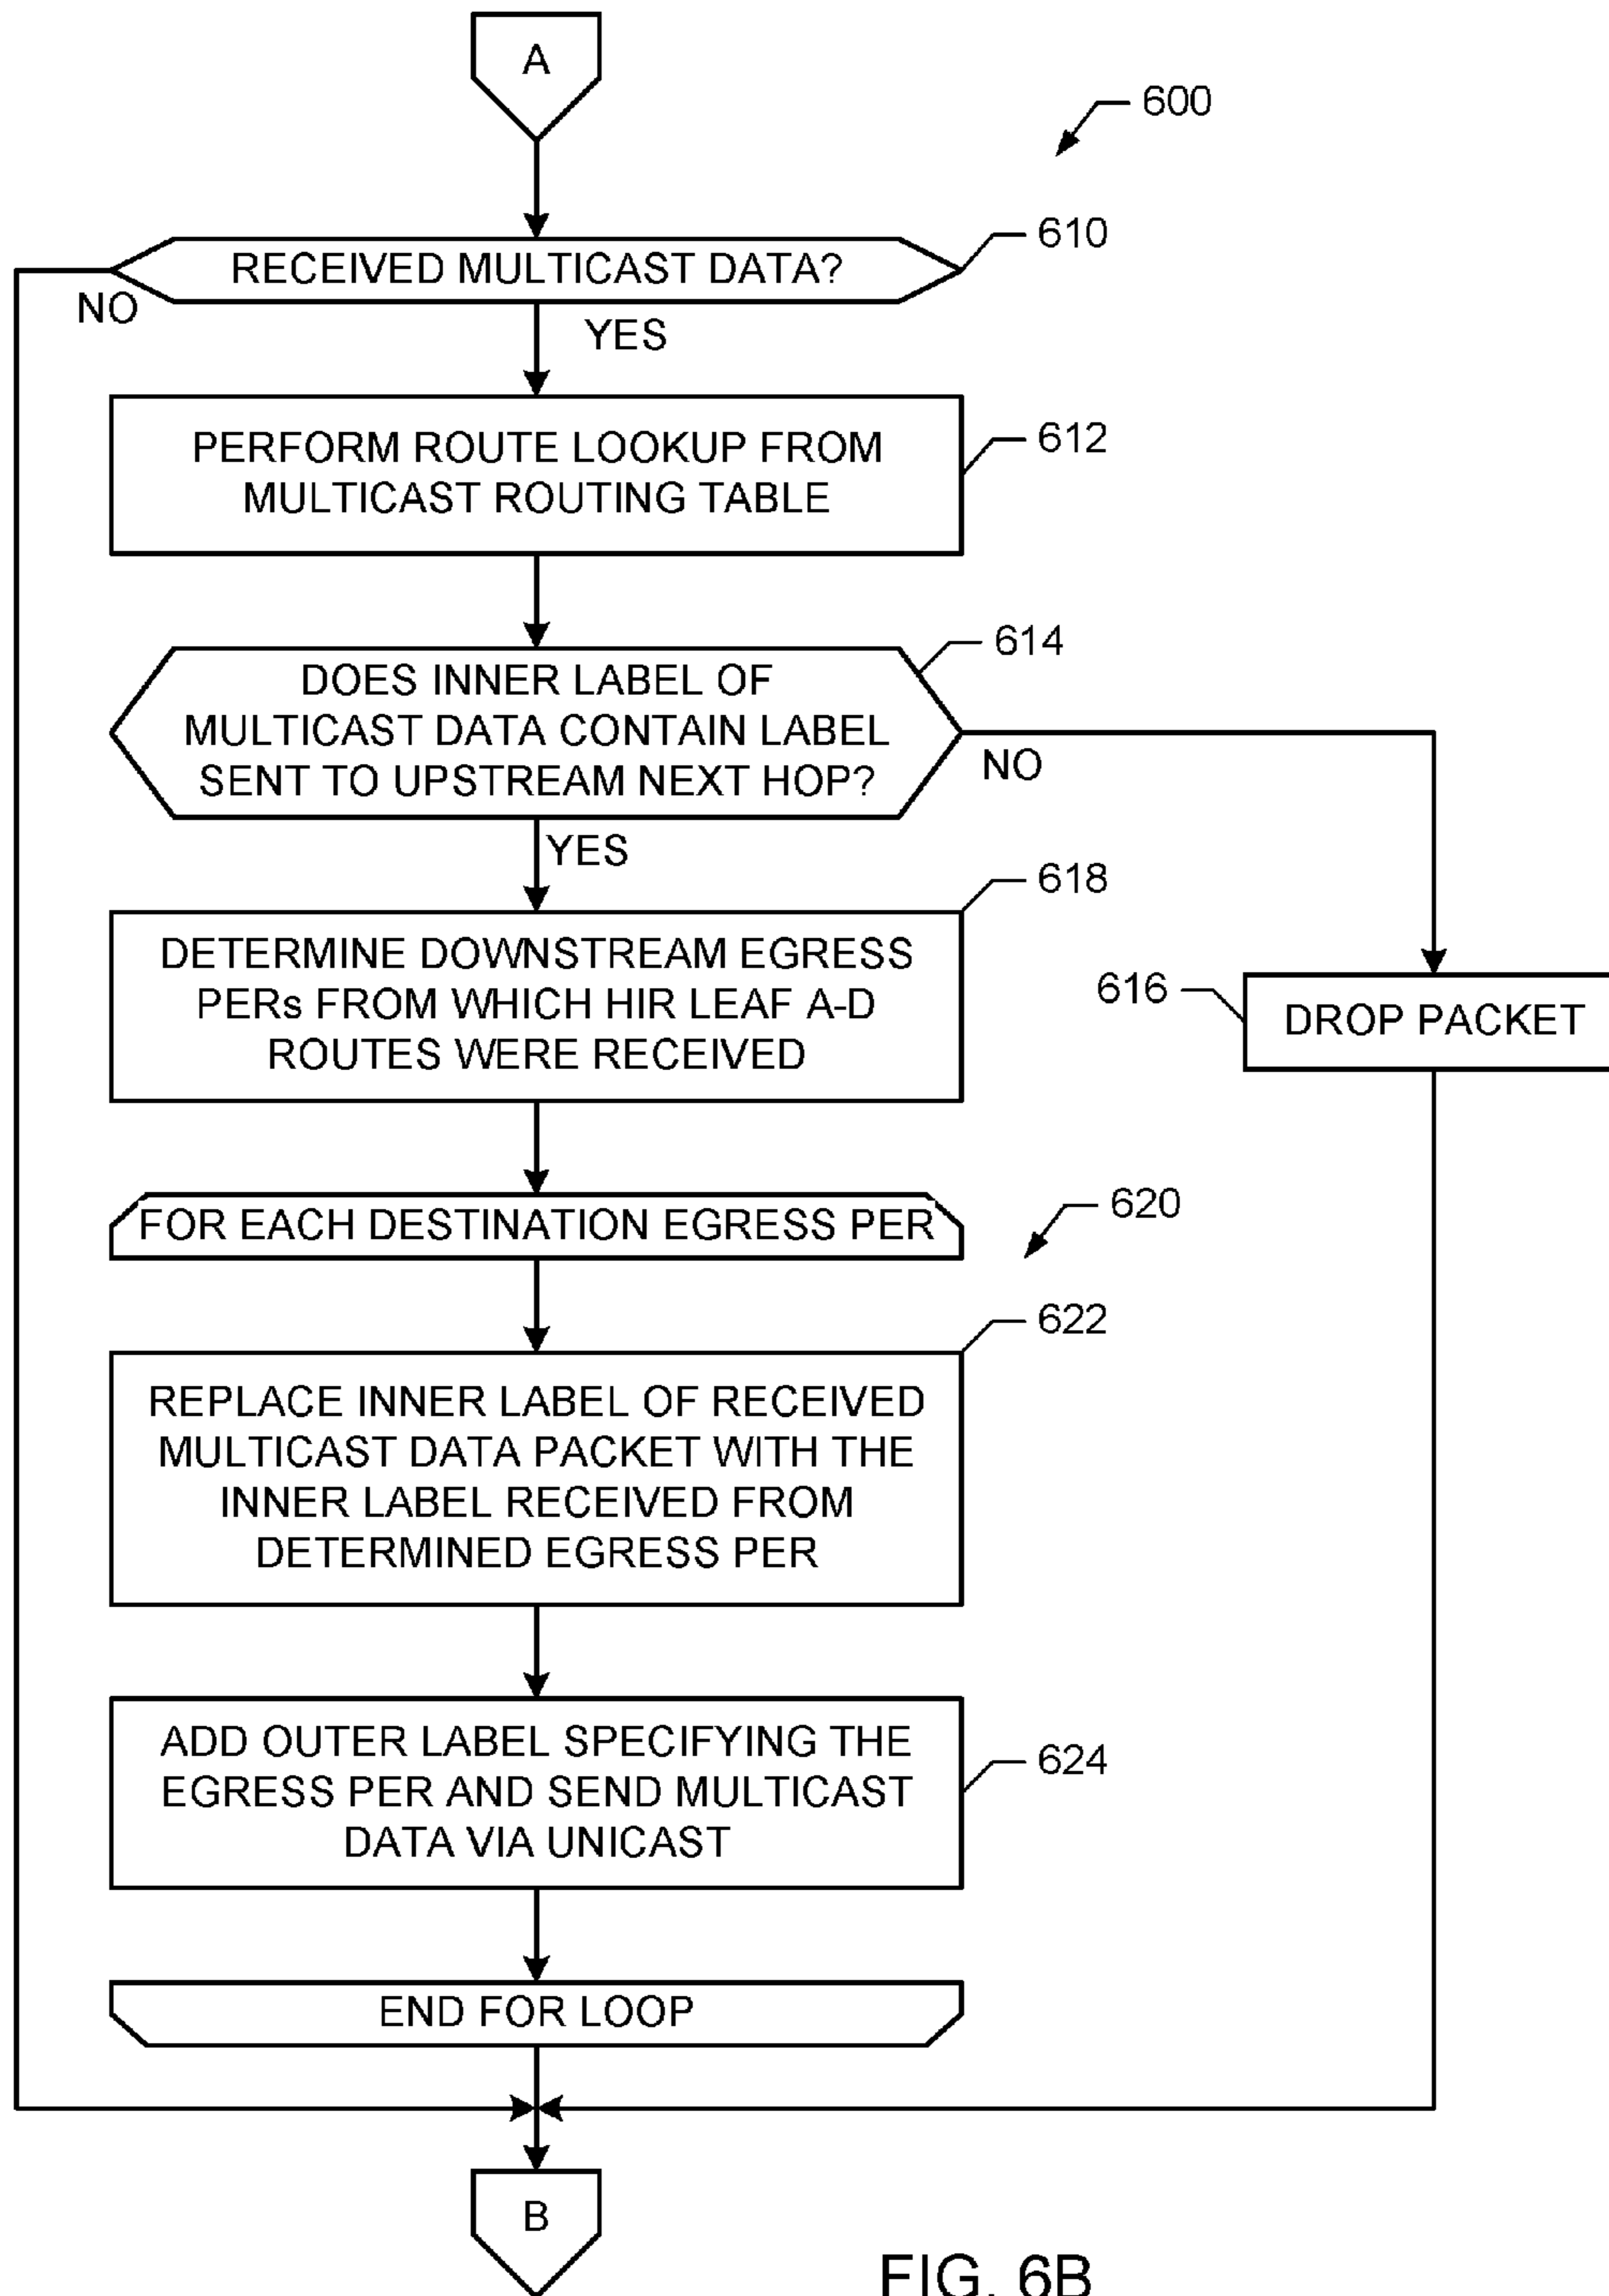 A
600
RECEIVED MULTICAST DATA?
610
NO
YES
PERFORM ROUTE LOOKUP FROM
MULTICAST ROUTING TABLE
612
DOES INNER LABEL OF
MULTICAST DATA CONTAIN LABEL
SENT TO UPSTREAM NEXT HOP?
614
NO
YES
616
DROP PACKET
DETERMINE DOWNSTREAM EGRESS
PERs FROM WHICH HIR LEAF A-D
ROUTES WERE RECEIVED
618
FOR EACH DESTINATION EGRESS PER
620
REPLACE INNER LABEL OF RECEIVED
MULTICAST DATA PACKET WITH THE
INNER LABEL RECEIVED FROM
DETERMINED EGRESS PER
622
ADD OUTER LABEL SPECIFYING THE
EGRESS PER AND SEND MULTICAST
DATA VIA UNICAST
624
END FOR LOOP
B
FIG. 6B